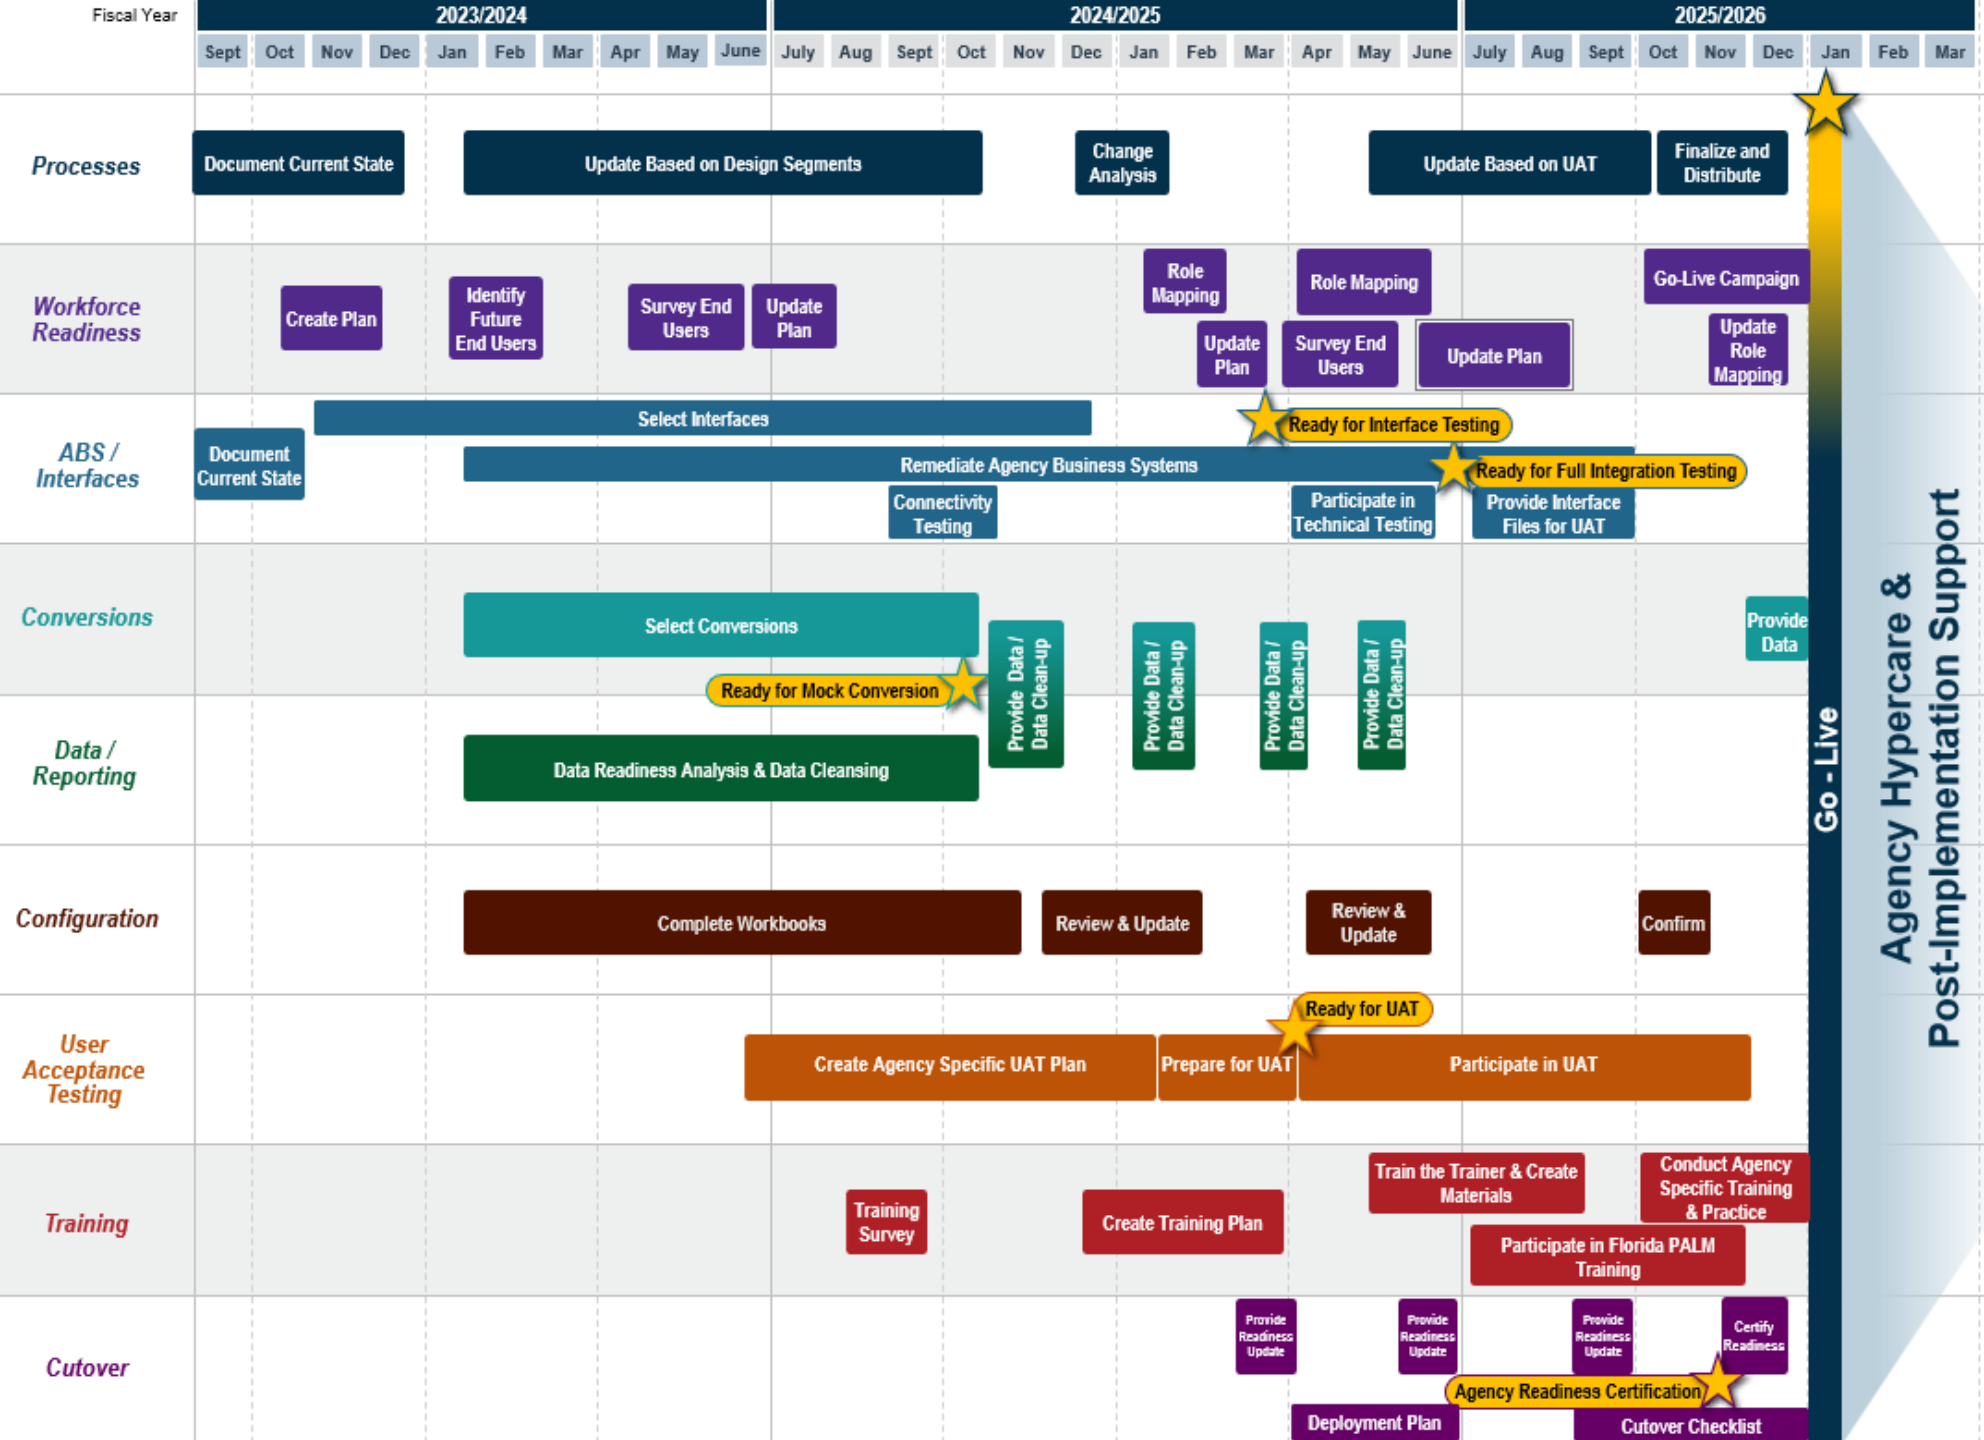 Fiscal Year
2023/2024
2024/2025
2025/2026
Sept Oct Nov Dec Jan Feb Mar Apr May June July Aug Sept Oct Nov Dec Jan Feb Mar Apr May June July Aug Sept Oct Nov Dec Jan Feb Mar
Processes
Document Current State
Update Based on Design Segments
Change
Analysis
Update Based on UAT
Finalize and
Distribute
Workforce
Readiness
Create Plan
Identify
Future
End Users
Survey End
Users
Update
Plan
Role
Mapping
Update
Plan
Role Mapping
Survey End
Users
Update Plan
Go-Live Campaign
Update
Role
Mapping
ABS /
Interfaces
Document
Current State
Select Interfaces
Ready for Interface Testing
Remediate Agency Business Systems
Ready for Full Integration Testing
Connectivity
Testing
Participate in
Technical Testing
Provide Interface
Files for UAT
Conversions
Select Conversions
Ready for Mock Conversion
Provide Data /
Data Clean-up
Provide Data /
Data Clean-up
Provide Data /
Data Clean-up
Provide Data /
Data Clean-up
Provide
Data
Data /
Reporting
Data Readiness Analysis & Data Cleansing
Configuration
Complete Workbooks
Review & Update
Review &
Update
Confirm
User
Acceptance
Testing
Ready for UAT
Create Agency Specific UAT Plan
Prepare for UAT
Participate in UAT
Training
Training
Survey
Create Training Plan
Train the Trainer & Create
Materials
Conduct Agency
Specific Training
& Practice
Participate in Florida PALM
Training
Cutover
Provide
Readiness
Update
Provide
Readiness
Update
Provide
Readiness
Update
Certify
Readiness
Agency Readiness Certification
Deployment Plan
Cutover Checklist
Go - Live
Agency Hypercare &
Post-Implementation Support